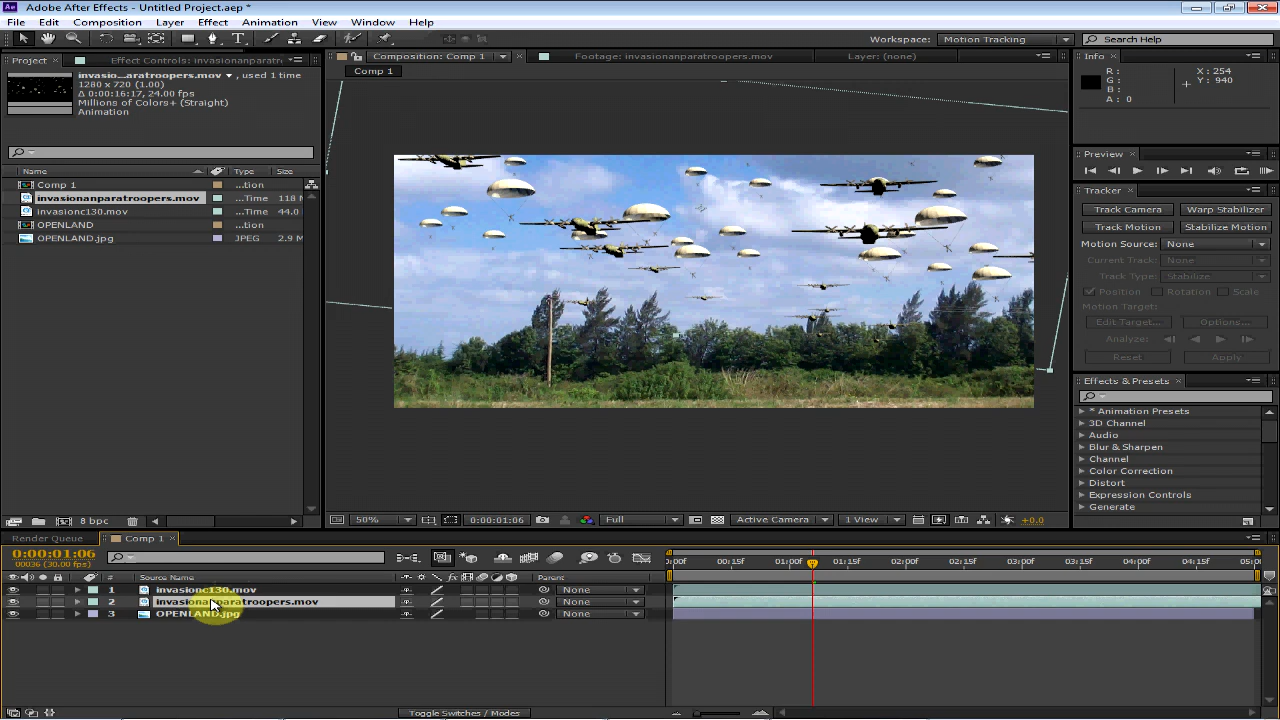 Adobe After Effects - Untitled Project.aep *
File Edit Composition Layer Effect Animation View Window Help
Workspace: Motion Tracking Search Help
Project Effect Controls: invasionanparatro
Composition: Comp 1 Footage: invasionanparatroopers.mov Layer: (none)
Comp 1
invasio...aratroopers.mov , used 1 time
1280 x 720 (1.00)
Δ 0:00:16:17, 24.00 fps
Millions of Colors+ (Straight)
Animation
Name Type Size
Comp 1 ...tion
invasionanparatroopers.mov ...Time 118 M
invasionc130.mov ...Time 44.0
OPENLAND ...tion
OPENLAND.jpg JPEG 2.9 M
8 bpc
50% 0:00:01:06 Full Active Camera 1 View +0.0
Info
R : X : 254
G : Y : 940
B :
A : 0
Preview
Tracker
Track Camera Warp Stabilizer
Track Motion Stabilize Motion
Motion Source: None
Current Track: None
Track Type: Stabilize
Position Rotation Scale
Motion Target:
Edit Target... Options...
Analyze:
Reset Apply
Effects & Presets
* Animation Presets
3D Channel
Audio
Blur & Sharpen
Channel
Color Correction
Distort
Expression Controls
Generate
Render Queue Comp 1
0:00:01:06
00036 (30.00 fps)
# Source Name Parent
1 invasionc130.mov None
2 invasionanparatroopers.mov None
3 OPENLAND.jpg None
:00f 00:15f 01:00f 01:15f 02:00f 02:15f 03:00f 03:15f 04:00f 04:15f 05:0
Toggle Switches / Modes